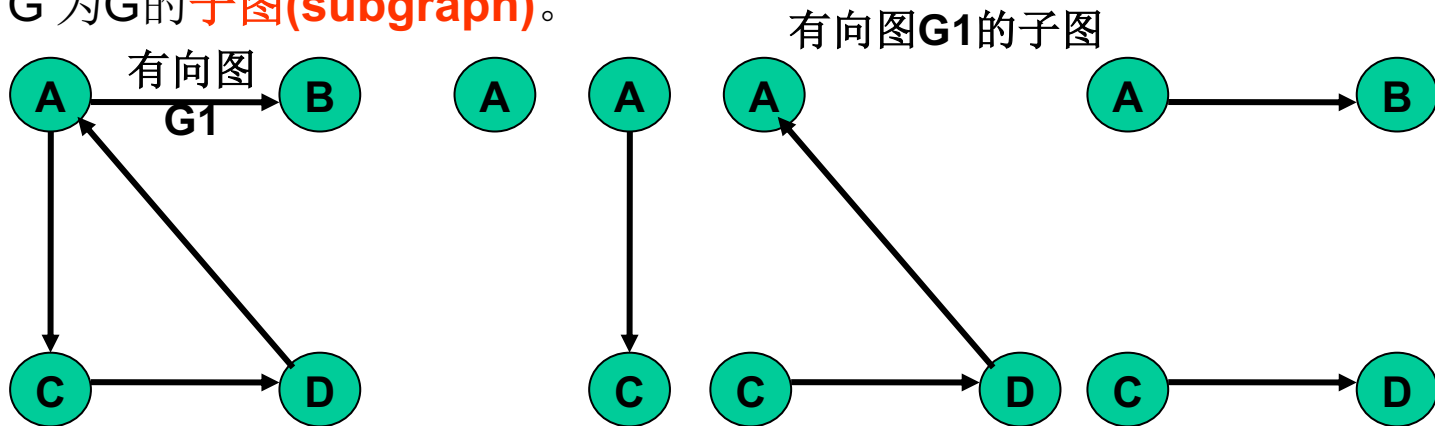 G 为G的子图(subgraph)。
有向图G1的子图
有向图
G1
A B A A A A B
C D C C D C D